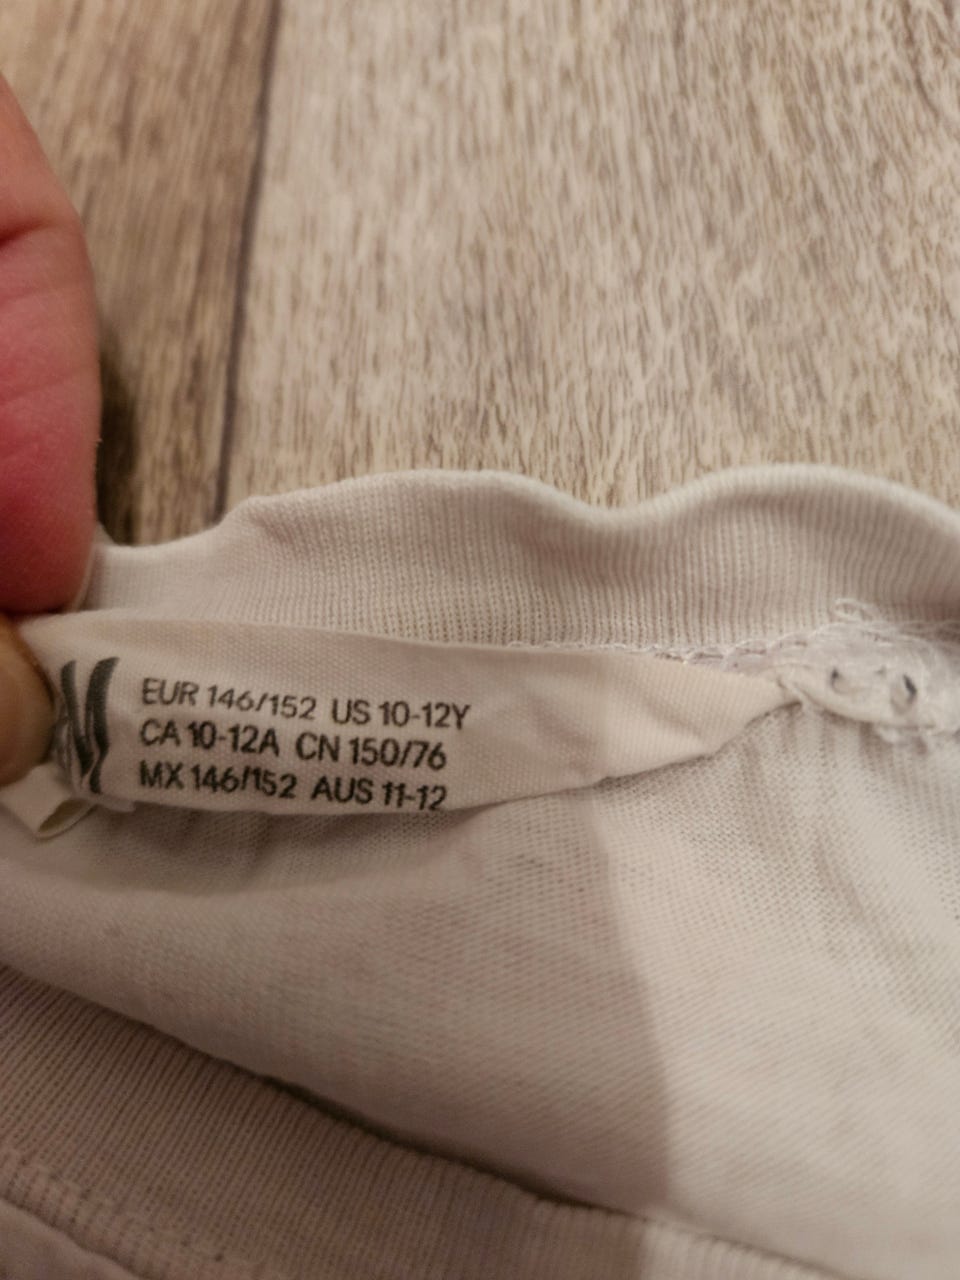 EUR 146/152 US 10-12Y
CA 10-12A CN 150/76
MX 146/152 AUS 11-12